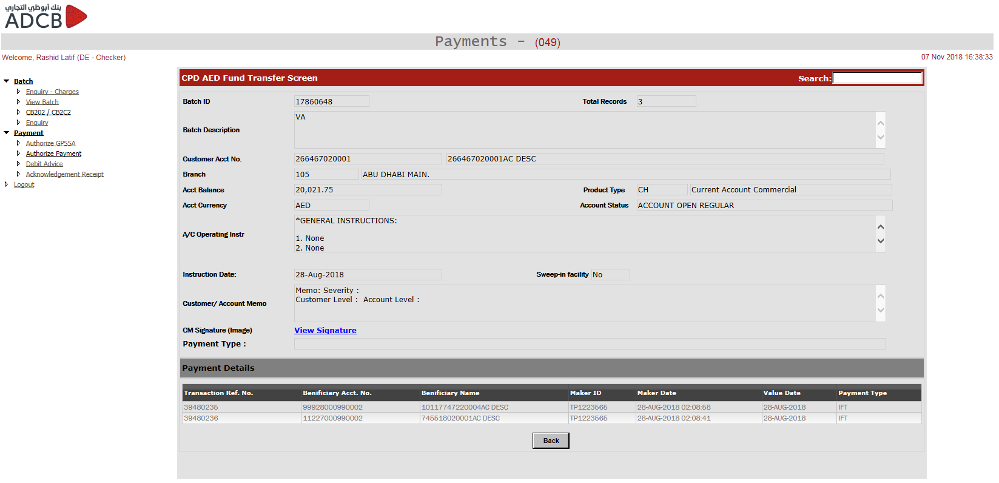 بنك أبوظبي التجاري
ADCB
Payments - (049)
Welcome, Rashid Latif (DE - Checker)
07 Nov 2018 16:38:33
Batch
Enquiry - Charges
View Batch
CB202 / CB2C2
Enquiry
Payment
Authorize GPSSA
Authorize Payment
Debit Advice
Acknowledgement Receipt
Logout
CPD AED Fund Transfer Screen Search:
Batch ID 17860648 Total Records 3
Batch Description VA
Customer Acct No. 266467020001 266467020001AC DESC
Branch 105 ABU DHABI MAIN.
Acct Balance 20,021.75 Product Type CH Current Account Commercial
Acct Currency AED Account Status ACCOUNT OPEN REGULAR
A/C Operating Instr *GENERAL INSTRUCTIONS:
1. None
2. None
Instruction Date: 28-Aug-2018 Sweep-in facility No
Customer/ Account Memo Memo: Severity :
Customer Level : Account Level :
CM Signature (Image) View Signature
Payment Type :
Payment Details
Transaction Ref. No. Benificiary Acct. No. Benificiary Name Maker ID Maker Date Value Date Payment Type
39480235 99928000990002 10117747220004AC DESC TP1223565 28-AUG-2018 02:08:58 28-AUG-2018 IFT
39480236 11227000990002 745518020001AC DESC TP1223565 28-AUG-2018 02:08:41 28-AUG-2018 IFT
Back